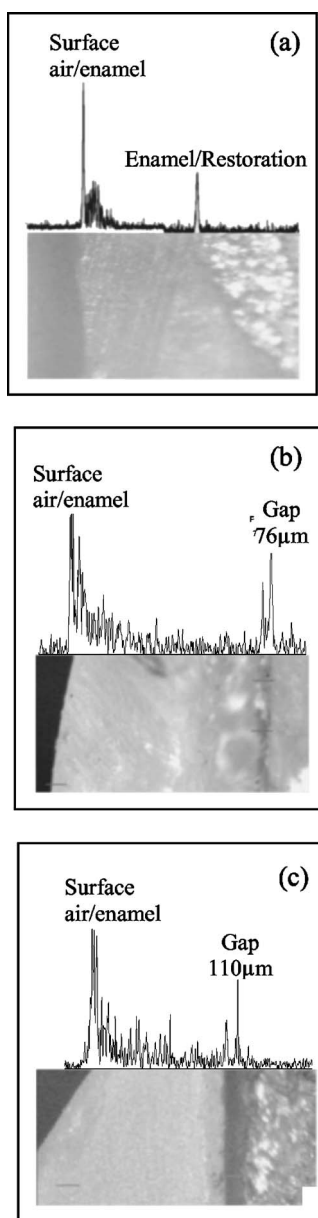 (a)
Surface
air/enamel
Enamel/Restoration
(b)
Surface
air/enamel
Gap
76µm
(c)
Surface
air/enamel
Gap
110µm